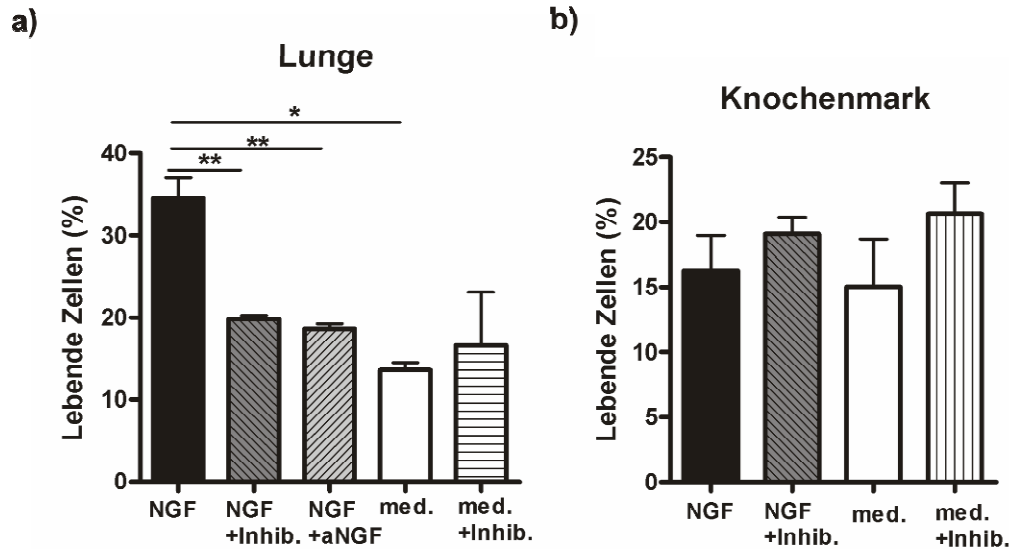 a)
Lunge
*
**
**
Lebende Zellen (%)
40
30
20
10
0
NGF
NGF
+Inhib.
NGF
+aNGF
med.
med.
+Inhib.
b)
Knochenmark
Lebende Zellen (%)
25
20
15
10
5
0
NGF
NGF
+Inhib.
med.
med.
+Inhib.